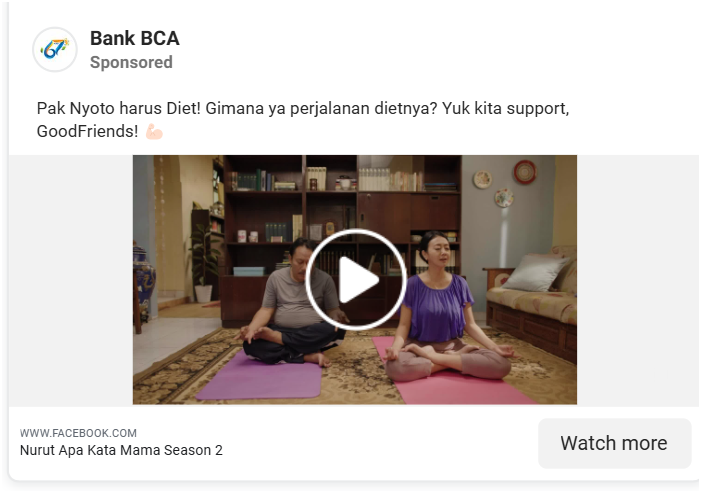 67
Bank BCA
Sponsored
Pak Nyoto harus Diet! Gimana ya perjalanan dietnya? Yuk kita support,
GoodFriends! 💪🏻
WWW.FACEBOOK.COM
Nurut Apa Kata Mama Season 2
Watch more